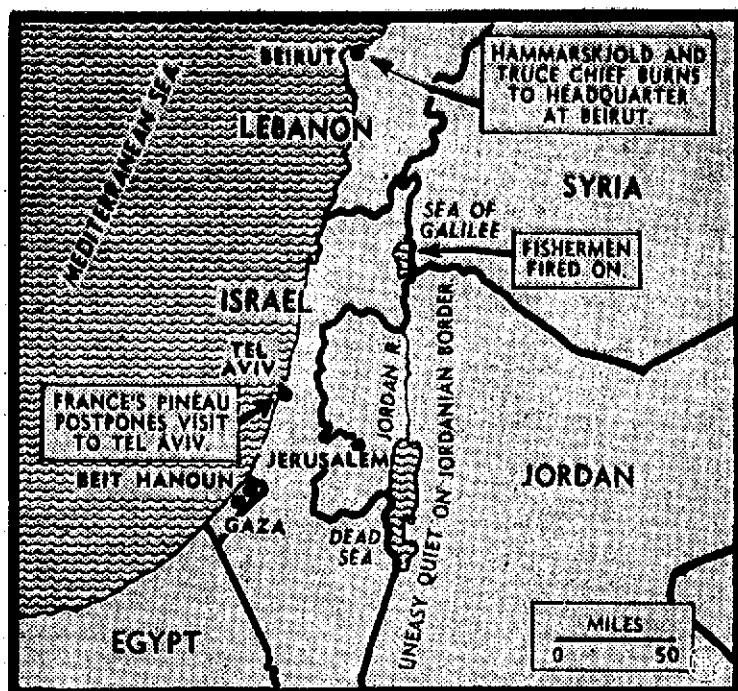 BEIRUT
HAMMARSKJOLD AND
TRUCE CHIEF BURNS
TO HEADQUARTER
AT BEIRUT.
MEDITERRANEAN SEA
LEBANON
SYRIA
SEA OF
GALILEE
FISHERMEN
FIRED ON.
ISRAEL
TEL
AVIV
FRANCE'S PINEAU
POSTPONES VISIT
TO TEL AVIV.
JORDAN R.
UNEASY QUIET ON JORDANIAN BORDER
JERUSALEM
BEIT HANOUN
GAZA
JORDAN
DEAD
SEA
EGYPT
MILES
0 50